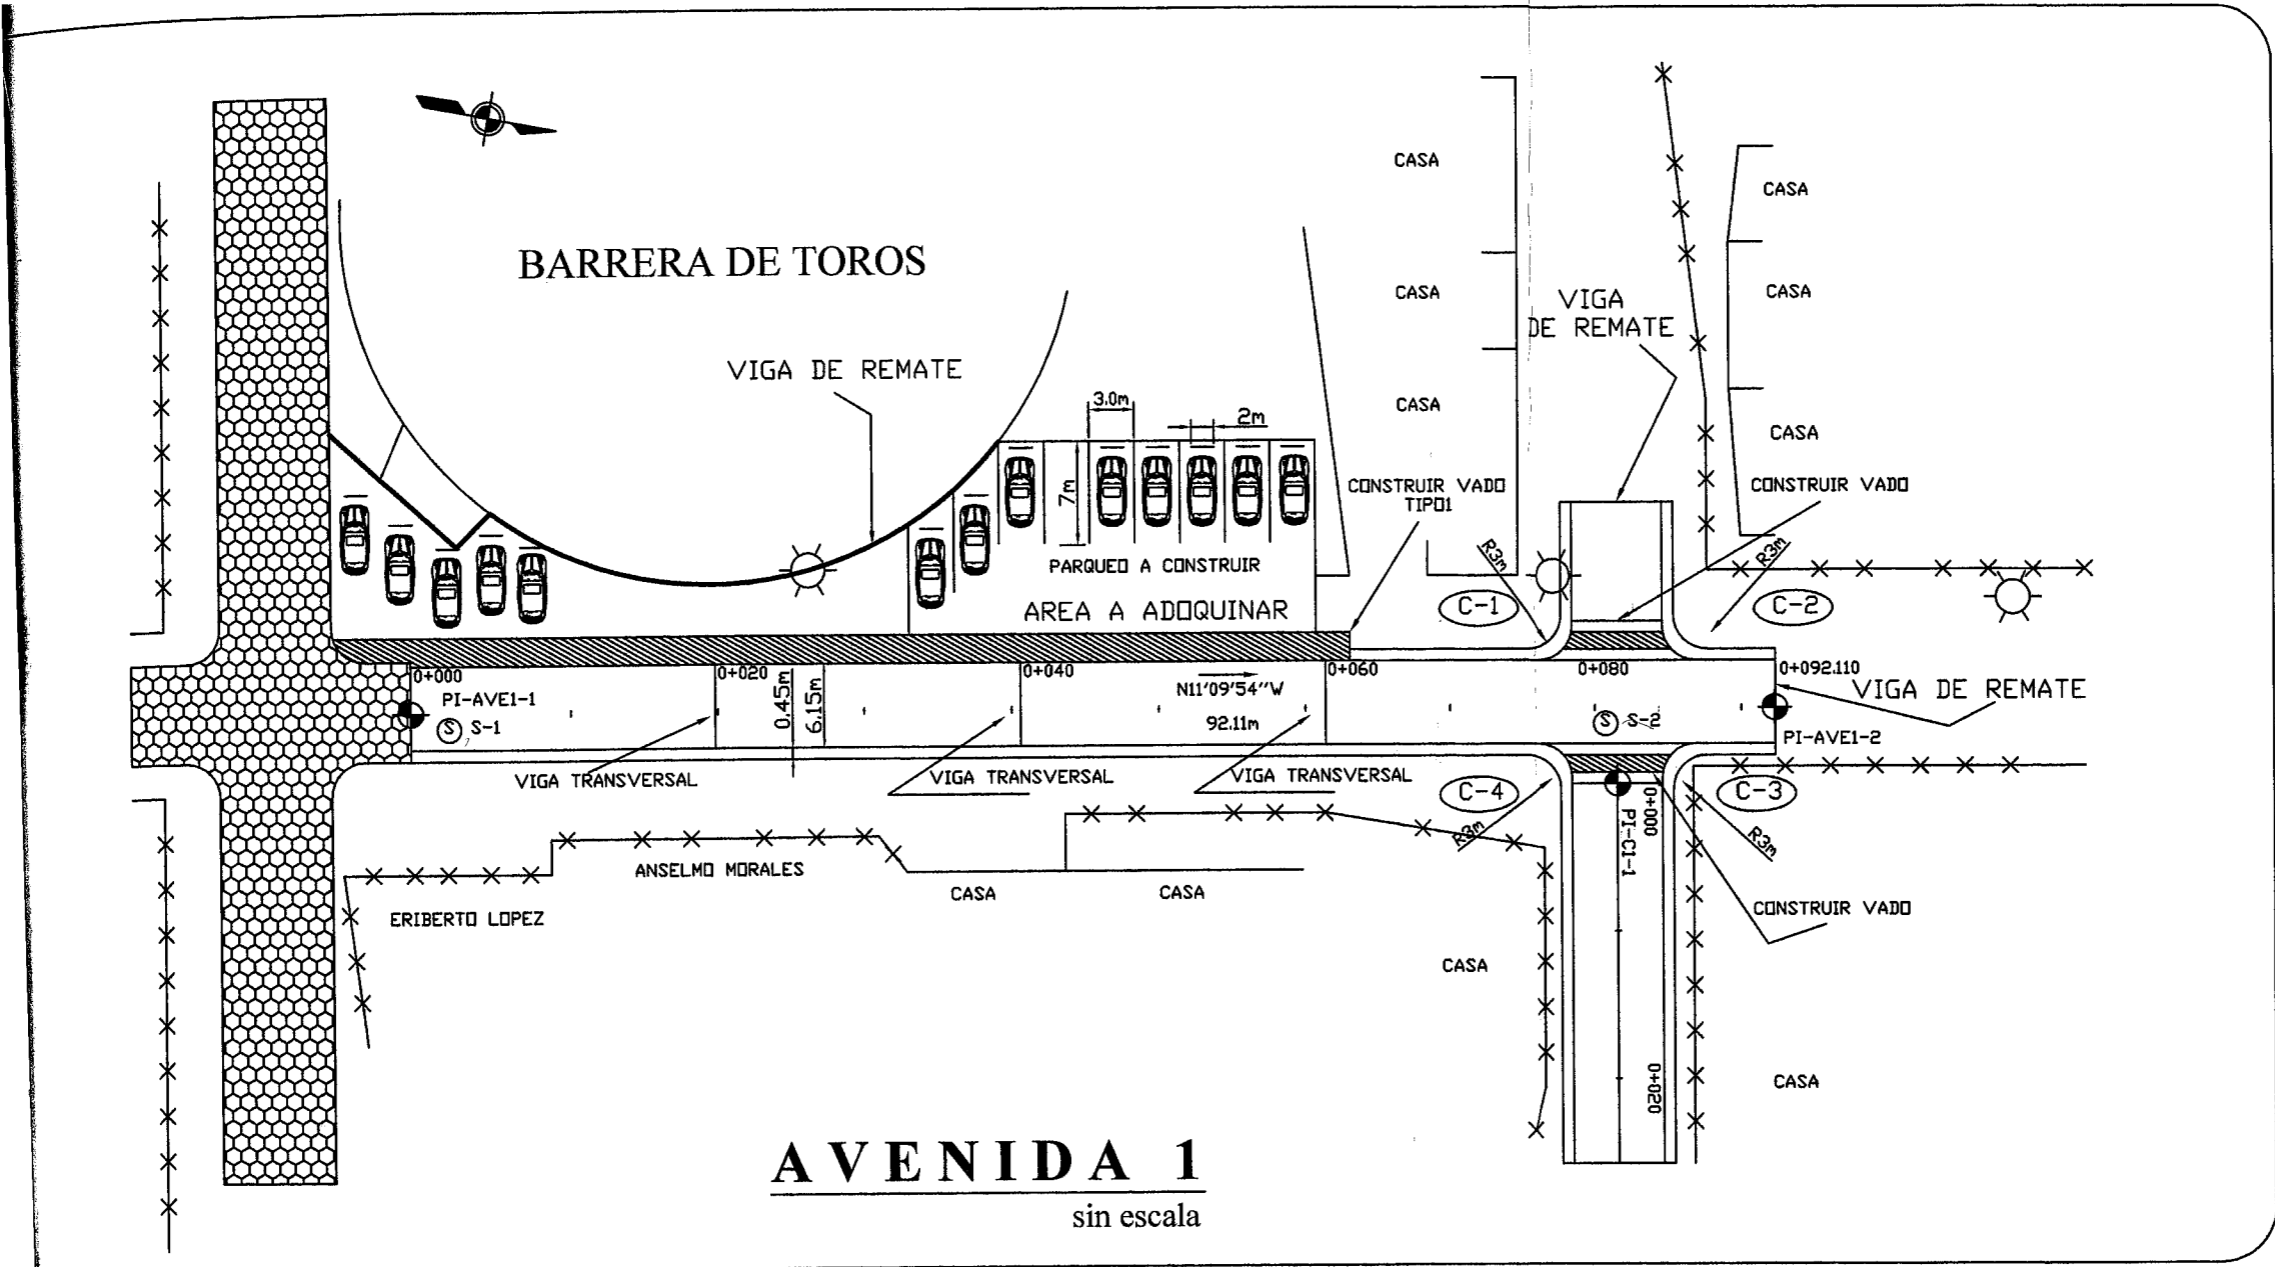 BARRERA DE TOROS
CASA
CASA
CASA
CASA
VIGA
DE REMATE
CASA
VIGA DE REMATE
3.0m
2m
CASA
CASA
7m
CONSTRUIR VADO
TIPO1
CONSTRUIR VADO
R3m
R3m
PARQUEO A CONSTRUIR
AREA A ADOQUINAR
C-1
C-2
0+000
0+020
0+040
0+060
0+080
0+092.110
PI-AVE1-1
S S-1
0.45m
6.15m
N11°09'54"W
92.11m
S S-2
VIGA DE REMATE
PI-AVE1-2
VIGA TRANSVERSAL
VIGA TRANSVERSAL
VIGA TRANSVERSAL
C-4
C-3
R3m
R3m
0+000
PI-C1-1
ANSELMO MORALES
ERIBERTO LOPEZ
CASA
CASA
CONSTRUIR VADO
CASA
0+020
CASA
AVENIDA 1
sin escala